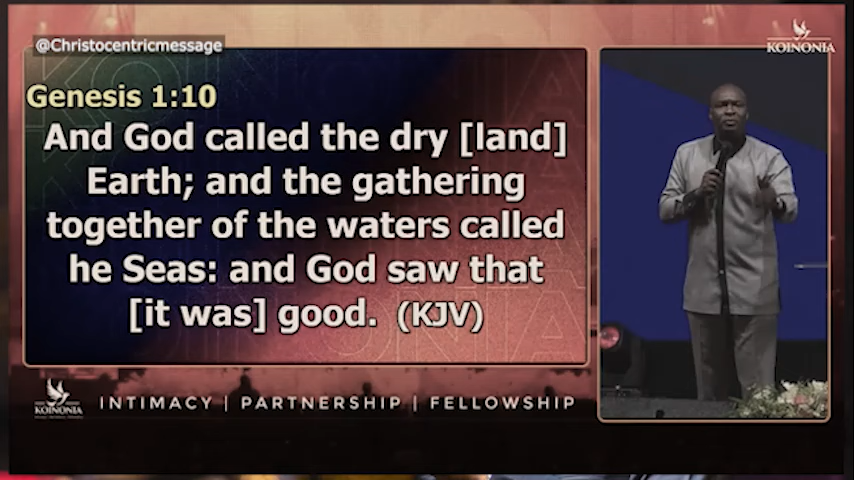 @Christocentricmessage
KOINONIA
Genesis 1:10
And God called the dry [land]
Earth; and the gathering
together of the waters called
he Seas: and God saw that
[it was] good. (KJV)
KOINONIA
INTIMACY | PARTNERSHIP | FELLOWSHIP